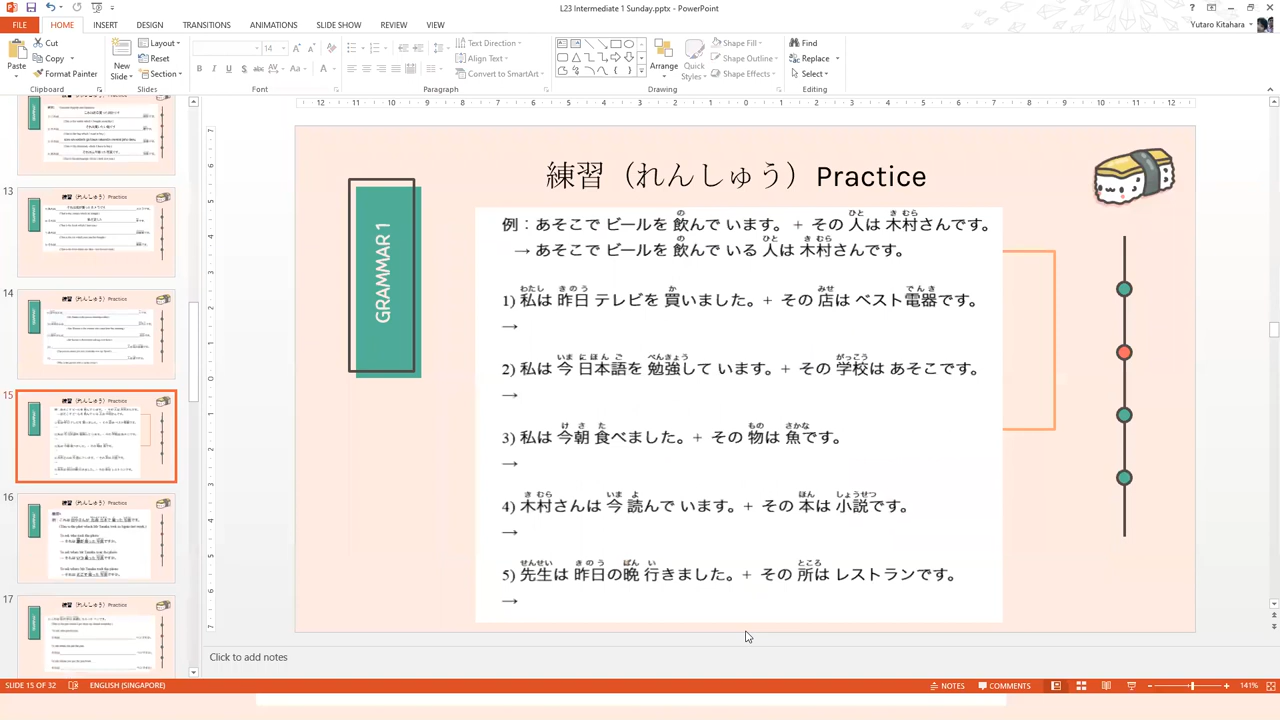 L23 Intermediate 1 Sunday.pptx - PowerPoint
FILE HOME INSERT DESIGN TRANSITIONS ANIMATIONS SLIDE SHOW REVIEW VIEW
Yutaro Kitahara
Paste
Cut
Copy
Format Painter
Clipboard
New Slide
Layout
Reset
Section
Slides
14
B I U S abc AV Aa A
Font
Text Direction
Align Text
Convert to SmartArt
Paragraph
Arrange
Quick Styles
Shape Fill
Shape Outline
Shape Effects
Drawing
Find
Replace
Select
Editing
13
14
15
16
17
練習（れんしゅう） Practice
GRAMMAR 1
例：あそこで ビールを 飲んで います。 + その 人は 木村さんです。
→ あそこで ビールを 飲んで いる 人は 木村さんです。
1) 私は 昨日 テレビを 買いました。+ その 店は ベスト電器です。
2) 私は 今 日本語を 勉強して います。+ その 学校は あそこです。
→
3) 私は 今朝 食べました。+ その 物は 魚です。
→
4) 木村さんは 今 読んで います。+ その 本は 小説です。
→
5) 先生は 昨日の晩 行きました。+ その 所は レストランです。
→
Click to add notes
SLIDE 15 OF 32 ENGLISH (SINGAPORE) NOTES COMMENTS 141%